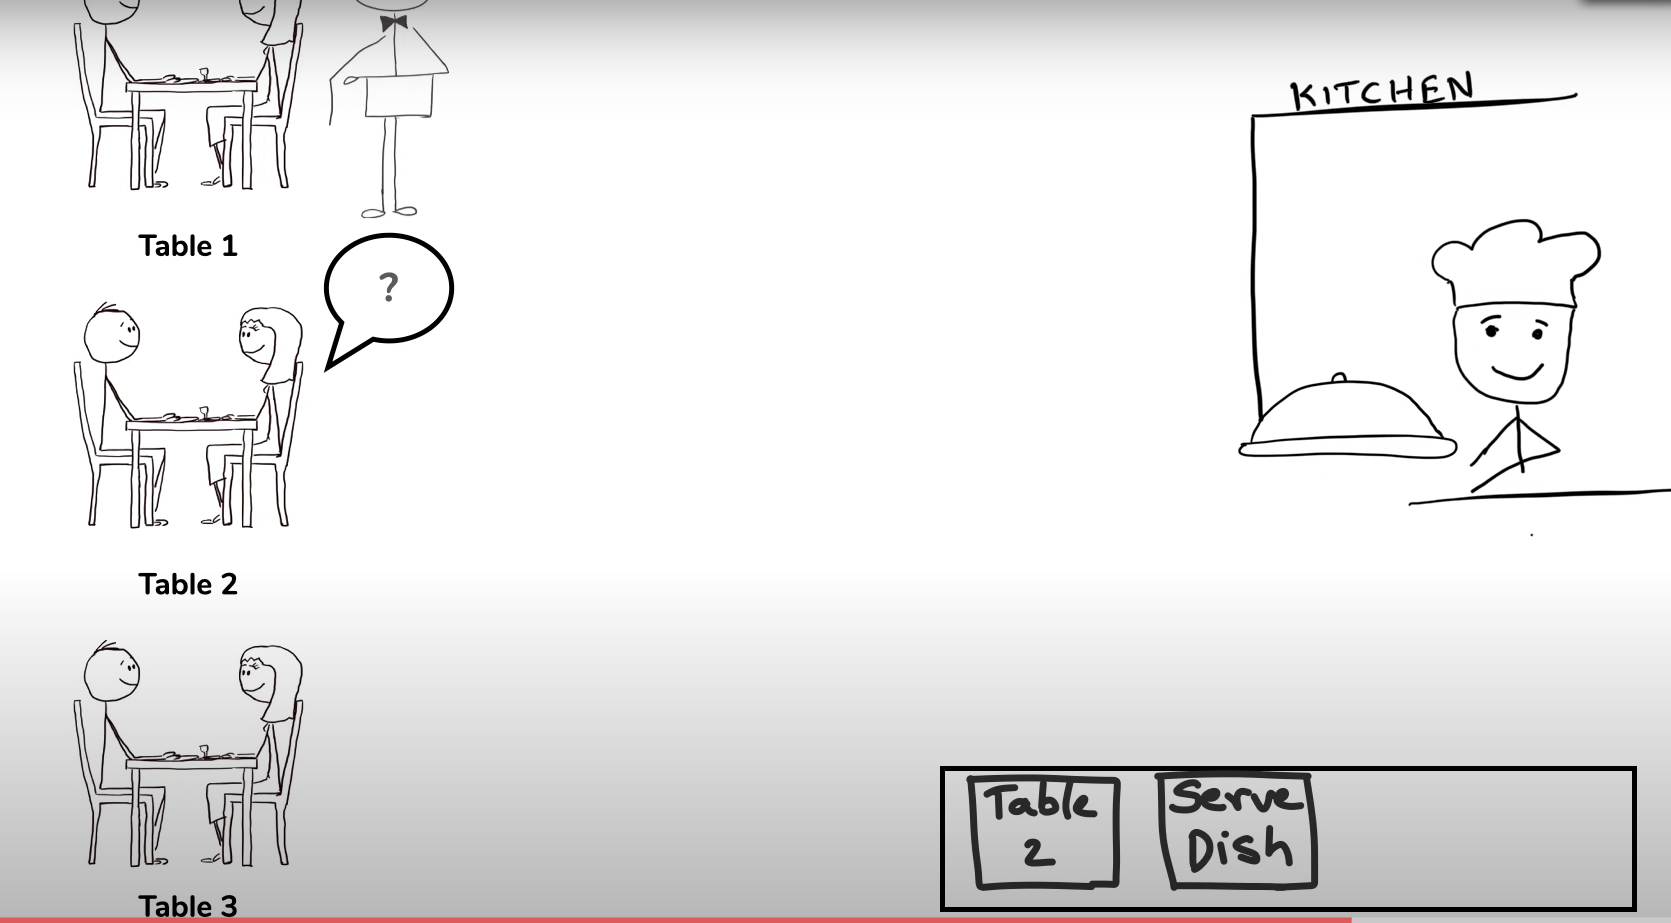 KITCHEN
Table 1
?
Table 2
Table 3
Table
2
Serve
Dish